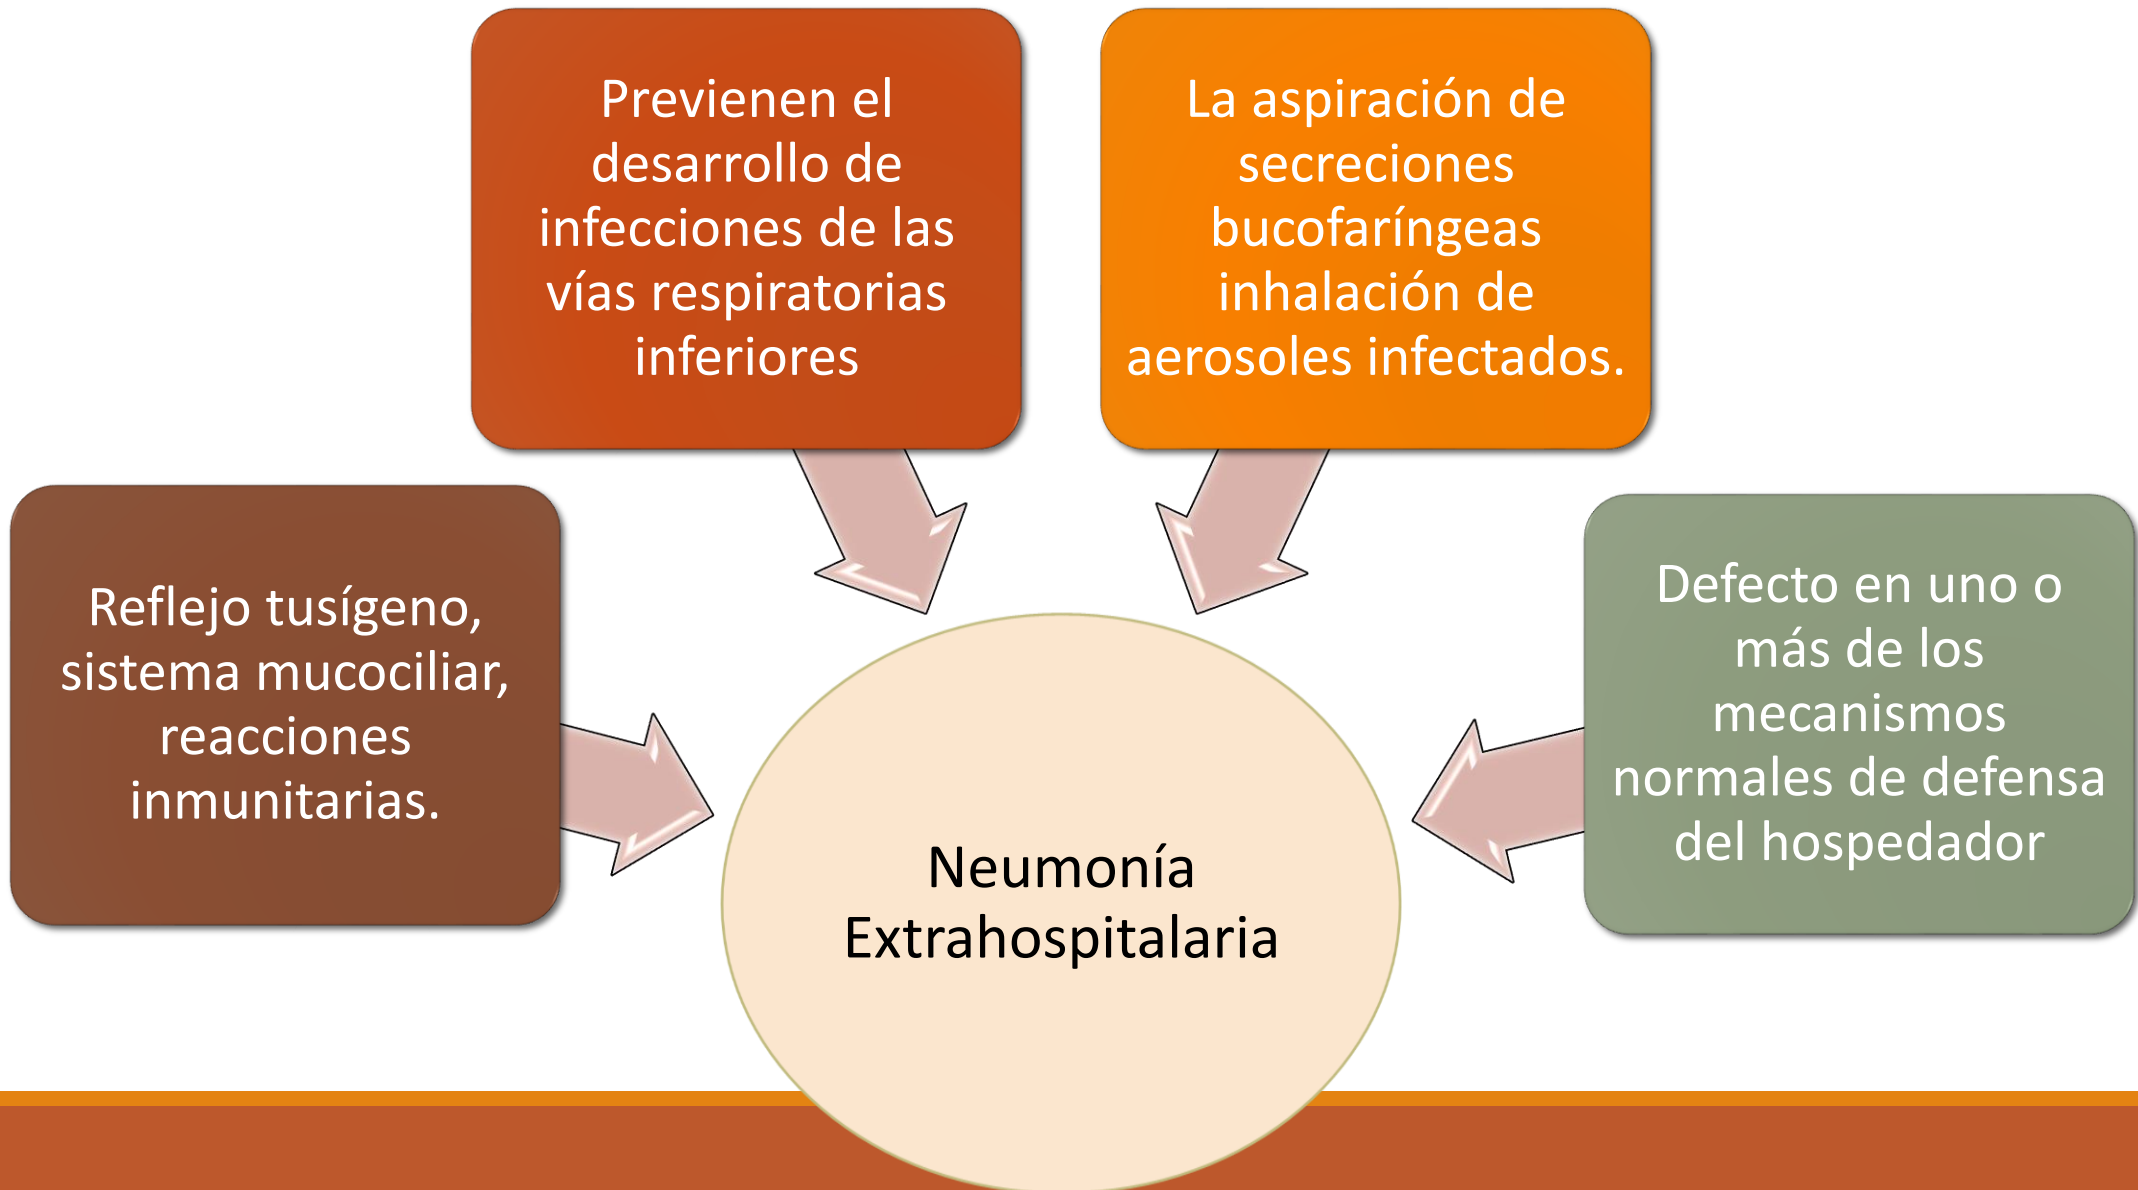 Previenen el
desarrollo de
infecciones de las
vías respiratorias
inferiores
La aspiración de
secreciones
bucofaríngeas
inhalación de
aerosoles infectados.
Reflejo tusígeno,
sistema mucociliar,
reacciones
inmunitarias.
Defecto en uno o
más de los
mecanismos
normales de defensa
del hospedador
Neumonía
Extrahospitalaria